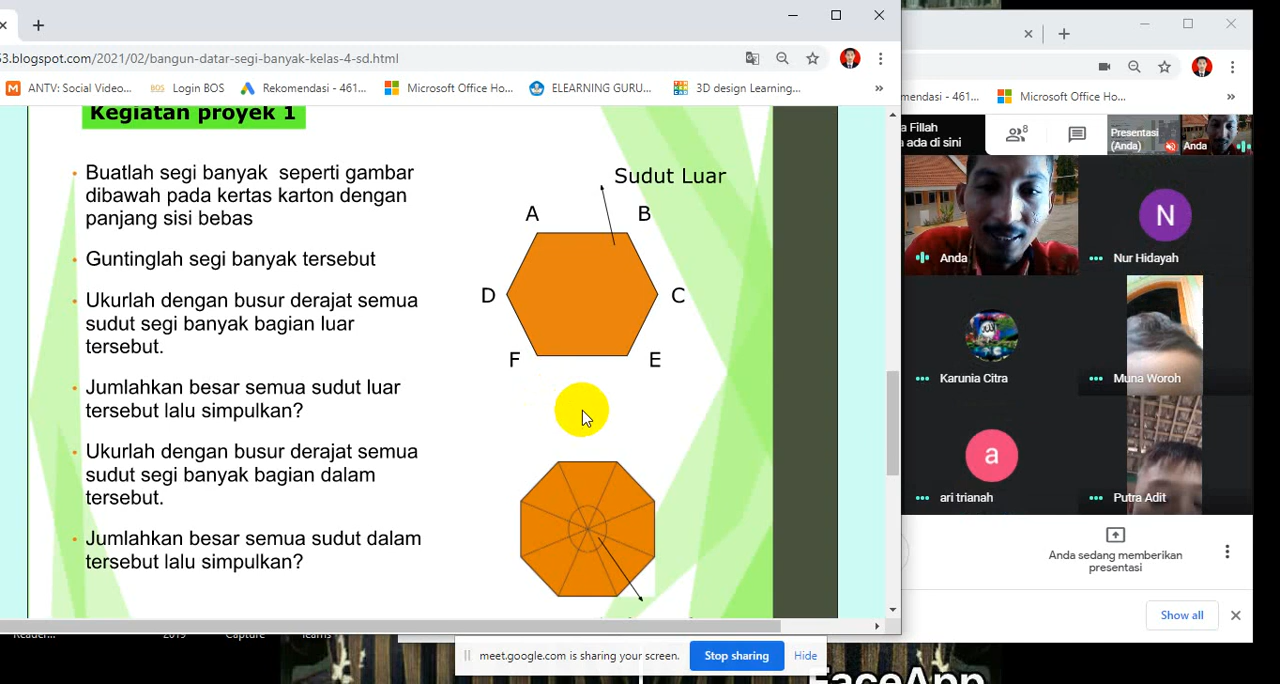 53.blogspot.com/2021/02/bangun-datar-segi-banyak-kelas-4-sd.html
ANTV: Social Video...
BOS
Login BOS
Rekomendasi - 461...
Microsoft Office Ho...
ELEARNING GURU...
3D design Learning...
»
Kegiatan proyek 1
Buatlah segi banyak seperti gambar
dibawah pada kertas karton dengan
panjang sisi bebas
Guntinglah segi banyak tersebut
Ukurlah dengan busur derajat semua
sudut segi banyak bagian luar
tersebut.
Jumlahkan besar semua sudut luar
tersebut lalu simpulkan?
Ukurlah dengan busur derajat semua
sudut segi banyak bagian dalam
tersebut.
Jumlahkan besar semua sudut dalam
tersebut lalu simpulkan?
Sudut Luar
A
B
D
C
F
E
mendasi - 461...
Microsoft Office Ho...
»
a Fillah
ada di sini
8
Presentasi
(Anda)
Anda
Anda
N
Nur Hidayah
Karunia Citra
Muna Woroh
a
ari trianah
Putra Adit
Anda sedang memberikan
presentasi
Show all
Reader...
2019
Capture
Teams
meet.google.com is sharing your screen.
Stop sharing
Hide
FaceApp